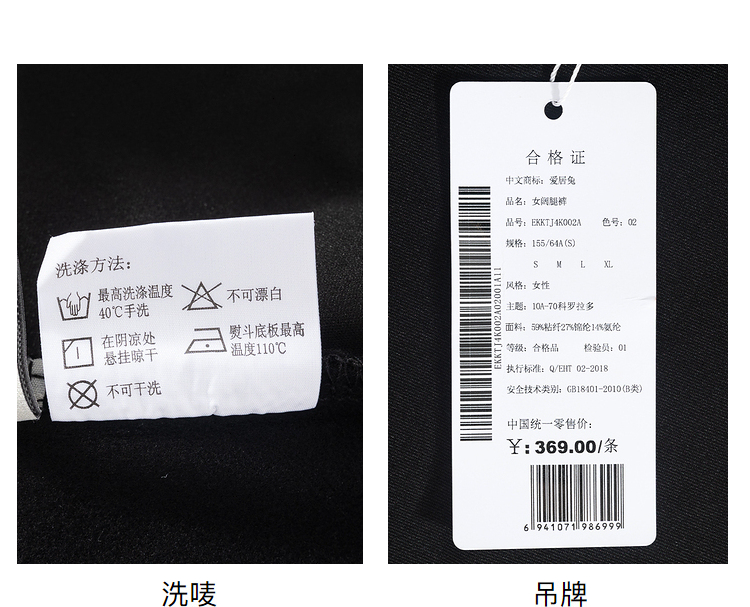 洗涤方法:
最高洗涤温度
40℃手洗
不可漂白
在阴凉处
悬挂晾干
熨斗底板最高
温度110℃
不可干洗
洗唛
合格证
中文商标: 爱居兔
品名: 女阔腿裤
品号: EKKTJ4K002A 色号: 02
规格: 155/64A(S)
S M L XL
风格: 女性
主题: 10A-70科罗拉多
面料: 59%粘纤27%锦纶14%氨纶
等级: 合格品 检验员: 01
执行标准: Q/EHT 02-2018
安全技术类别: GB18401-2010(B类)
EKKTJ4K002A02001A11
中国统一零售价:
¥:369.00/条
6 941071 986999
吊牌